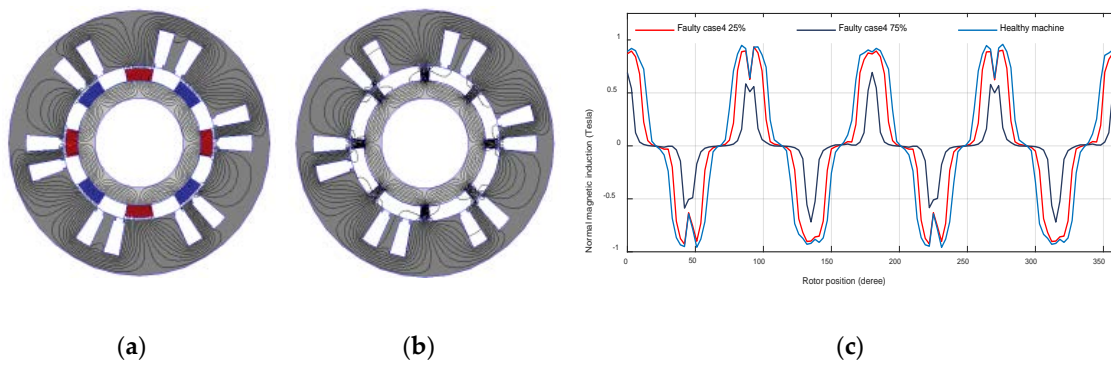 Faulty case4 25% Faulty case4 75% Healthy machine
1
0.5
0
-0.5
-1
Normal magnetic induction (Tesla)
0 50 100 150 200 250 300 350
Rotor position (deree)
(a) (b) (c)